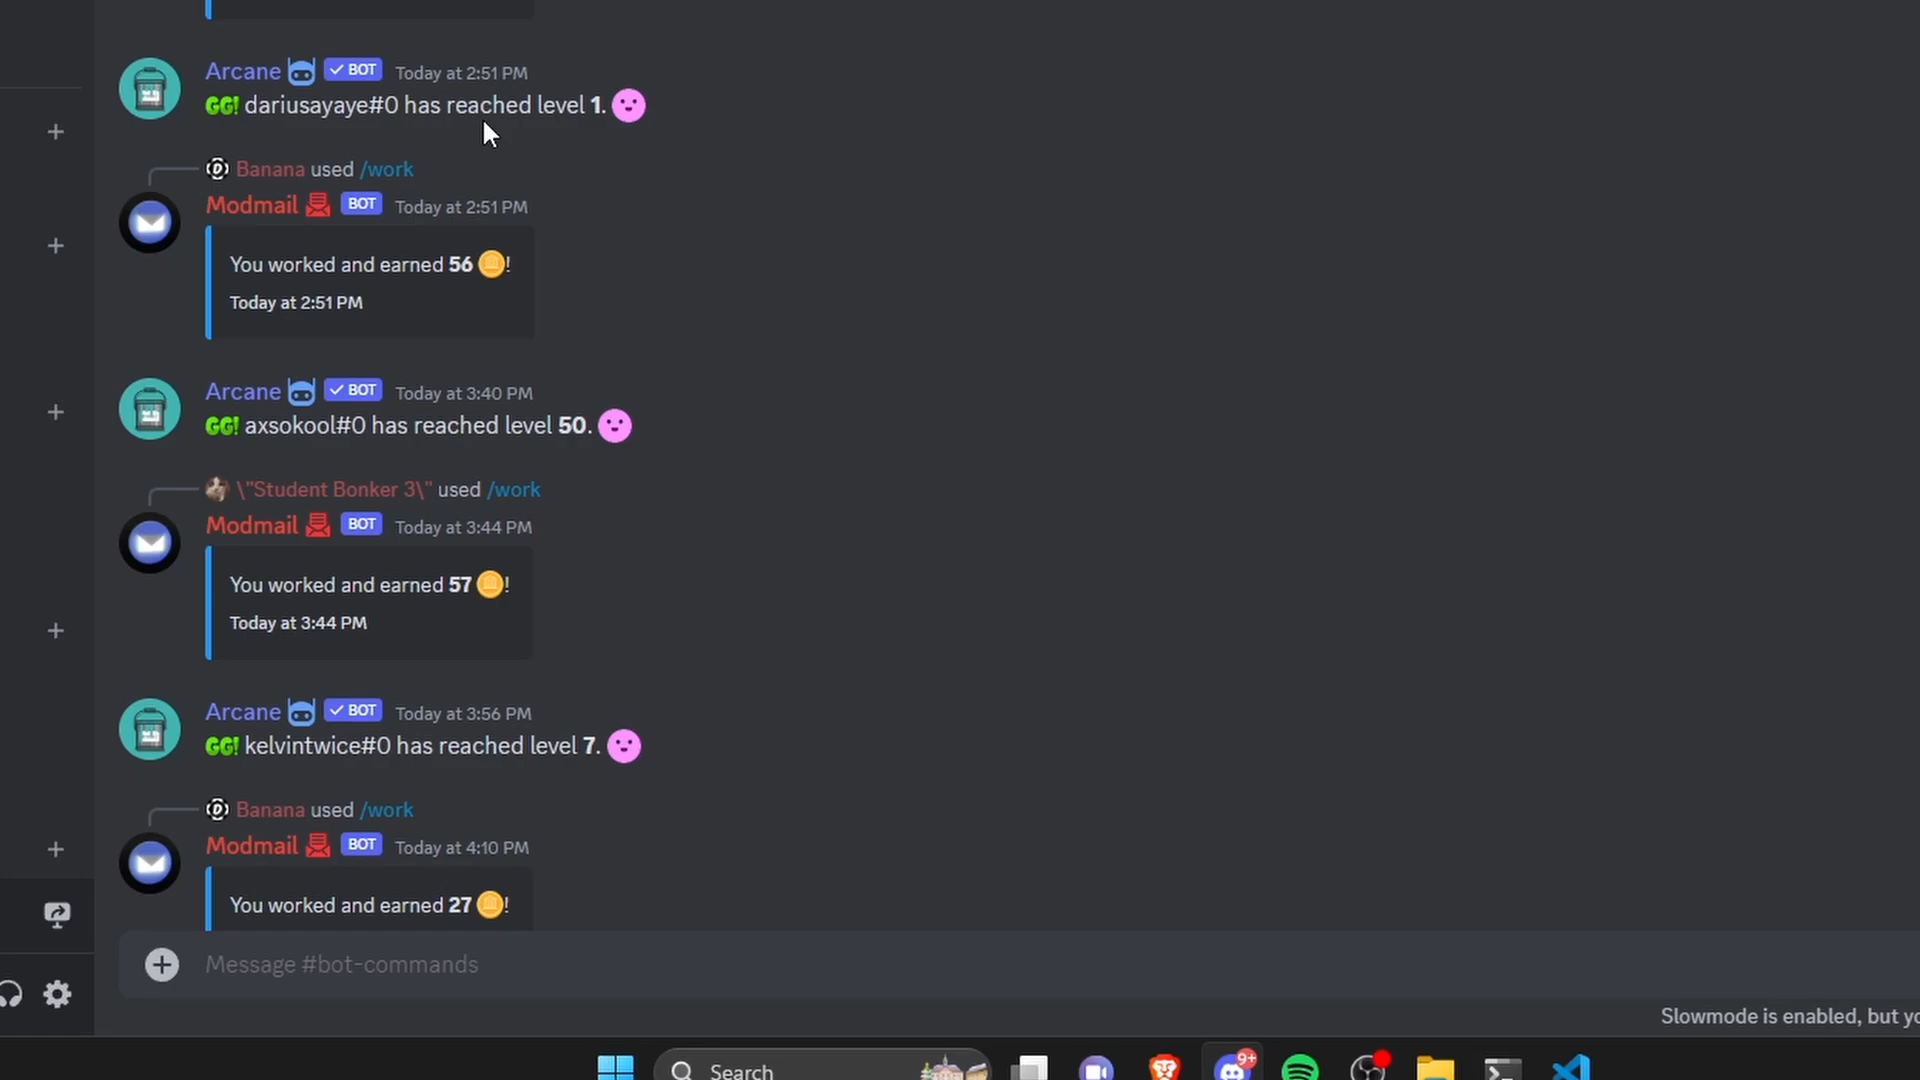 Arcane BOT Today at 2:51 PM
GG! dariusayaye#0 has reached level 1.
Banana used /work
Modmail BOT Today at 2:51 PM
You worked and earned 56 !
Today at 2:51 PM
Arcane BOT Today at 3:40 PM
GG! axsokool#0 has reached level 50.
\"Student Bonker 3\" used /work
Modmail BOT Today at 3:44 PM
You worked and earned 57 !
Today at 3:44 PM
Arcane BOT Today at 3:56 PM
GG! kelvintwice#0 has reached level 7.
Banana used /work
Modmail BOT Today at 4:10 PM
You worked and earned 27 !
Message #bot-commands
Slowmode is enabled, but yo
Search
9+